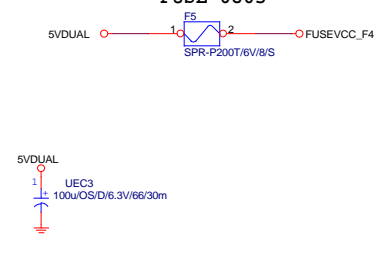 F5
5VDUAL 1 2 FUSEVCC_F4
SPR-P200T/6V/8/S
5VDUAL
1
UEC3
+
100u/OS/D/6.3V/66/30m